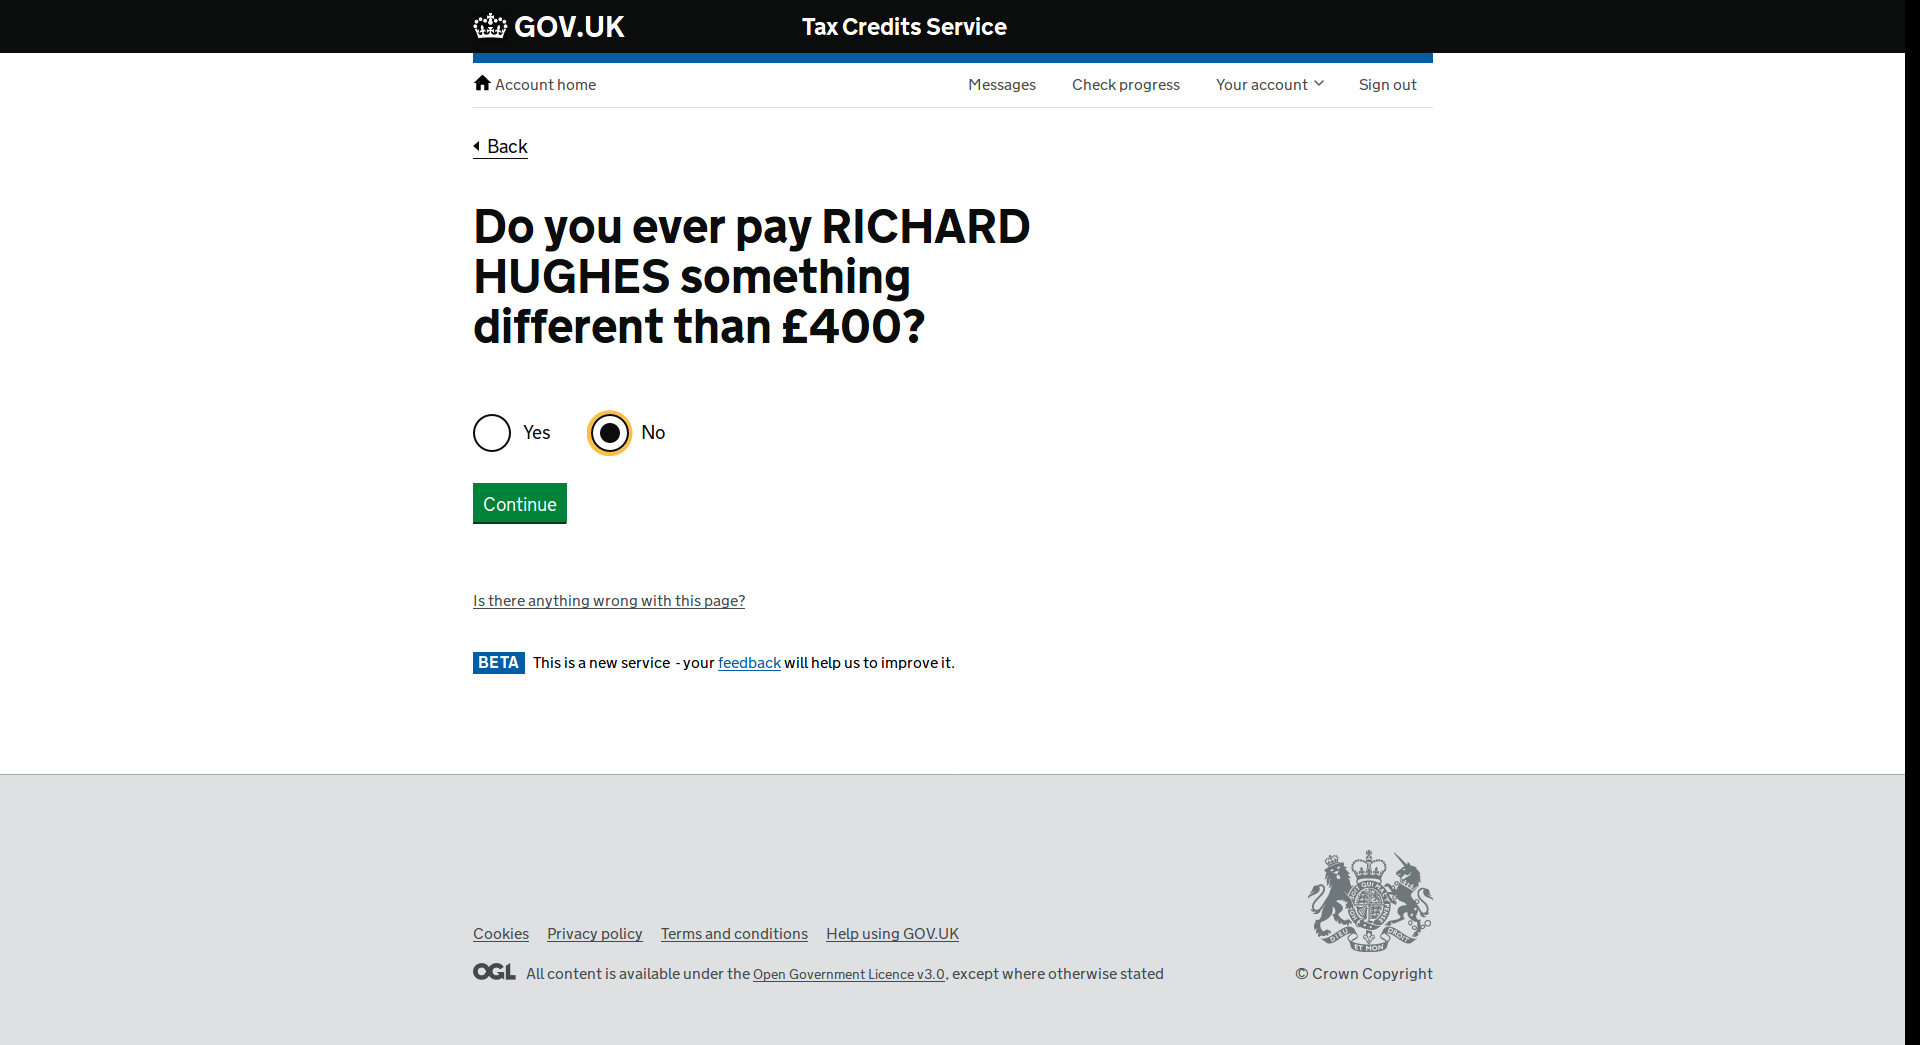 GOV.UK
Tax Credits Service
Account home
Messages
Check progress
Your account
Sign out
Back
Do you ever pay RICHARD
HUGHES something
different than £400?
Yes
No
Continue
Is there anything wrong with this page?
BETA This is a new service - your feedback will help us to improve it.
Cookies
Privacy policy
Terms and conditions
Help using GOV.UK
OGL All content is available under the Open Government Licence v3.0, except where otherwise stated
© Crown Copyright